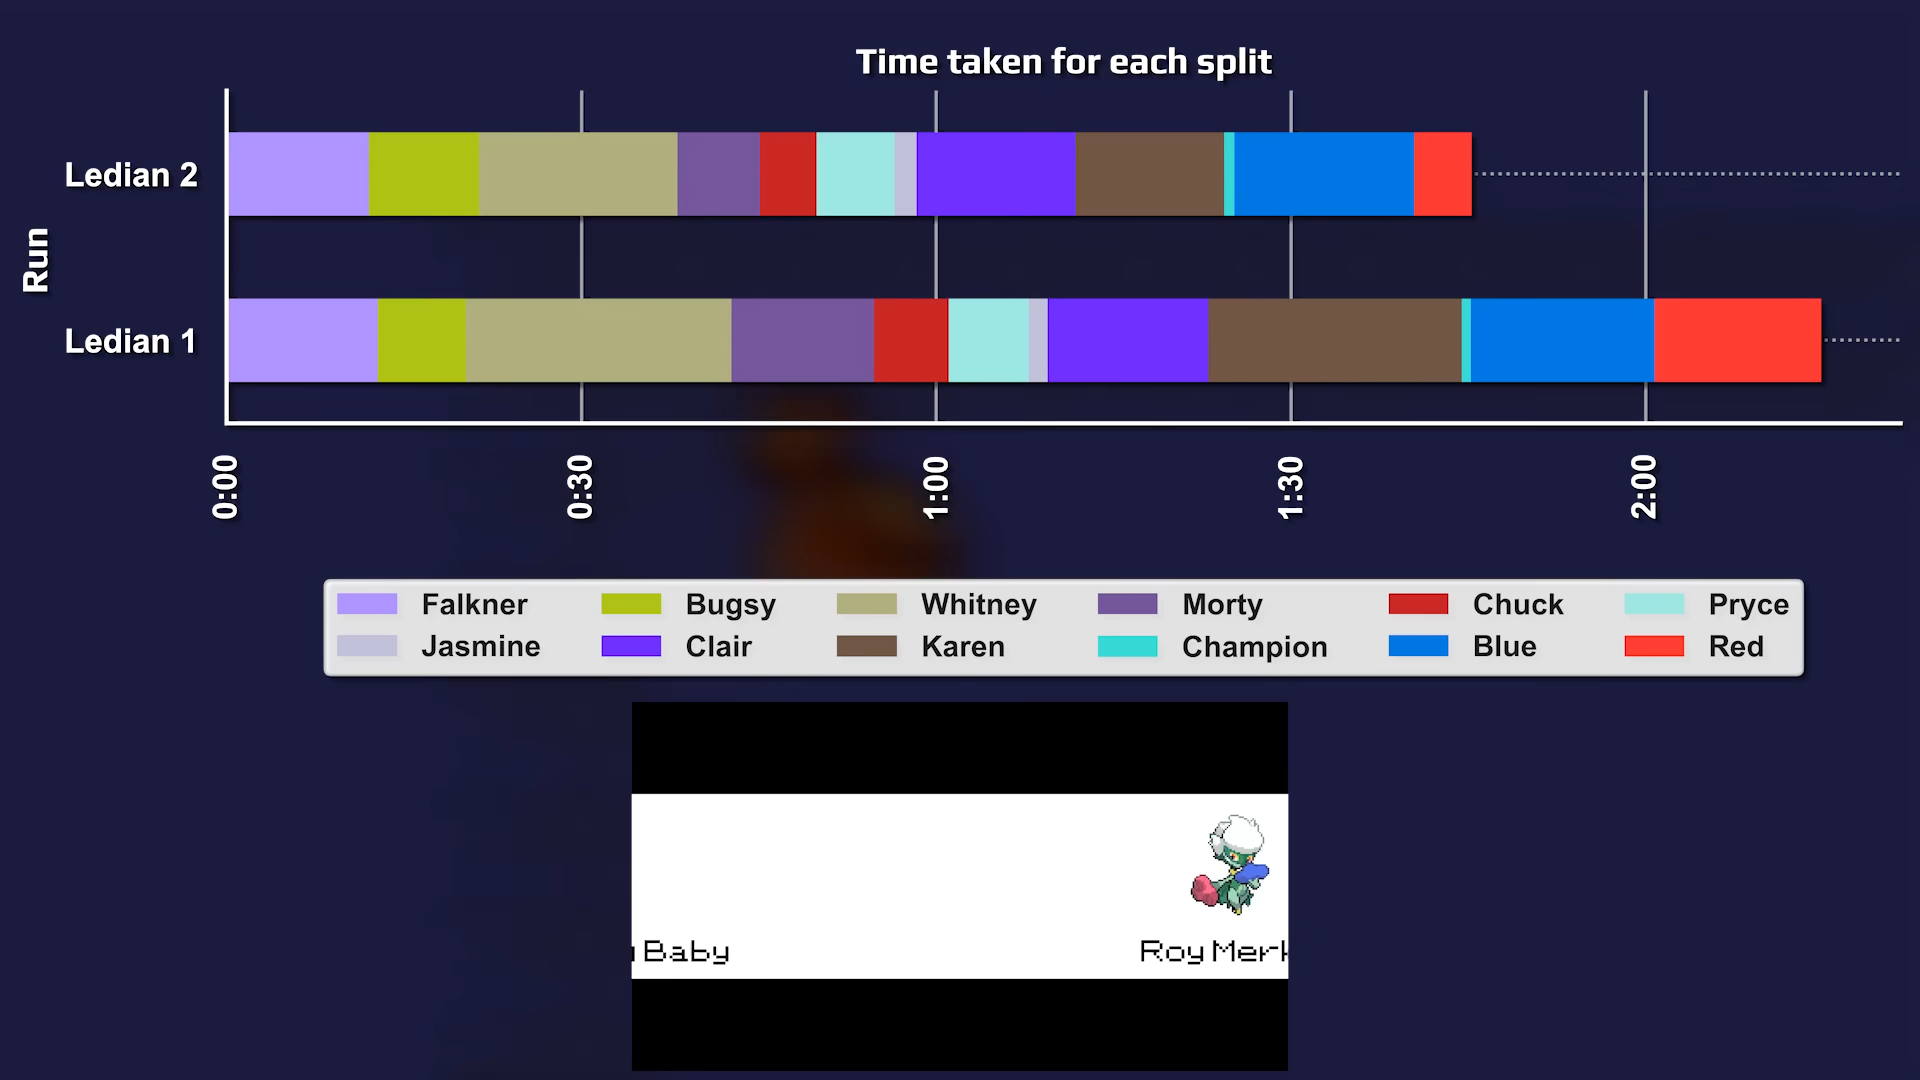 Time taken for each split
Run
Ledian 2
Ledian 1
0:00 0:30 1:00 1:30 2:00
Falkner Bugsy Whitney Morty Chuck Pryce
Jasmine Clair Karen Champion Blue Red
Baby Roy